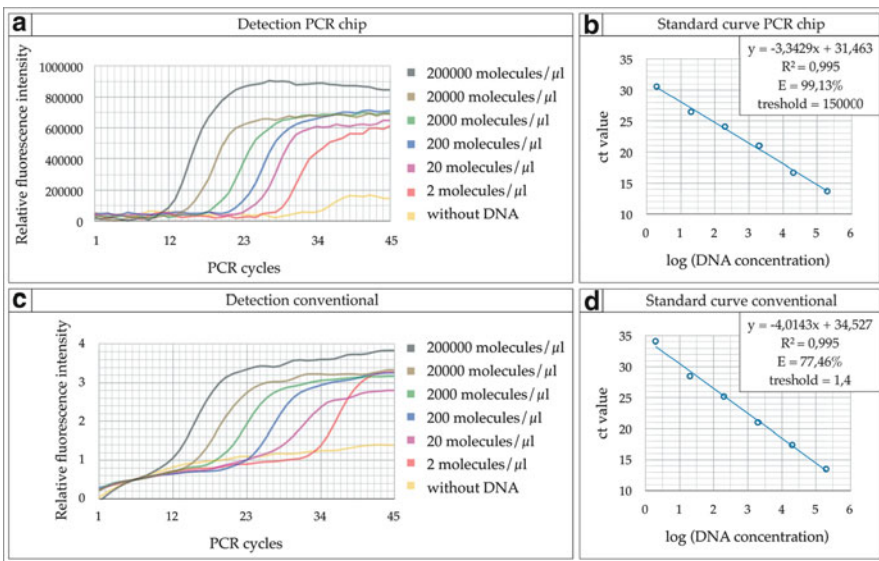 a Detection PCR chip
Relative fluorescence intensity
1000000
800000
600000
400000
200000
0
1 12 23 34 45
PCR cycles
200000 molecules/µl
20000 molecules/µl
2000 molecules/µl
200 molecules/µl
20 molecules/µl
2 molecules/µl
without DNA
b Standard curve PCR chip
y = -3,3429x + 31,463
R² = 0,995
E = 99,13%
treshold = 150000
ct value
35
30
25
20
15
10
0 1 2 3 4 5 6
log (DNA concentration)
c Detection conventional
Relative fluorescence intensity
4
3
2
1
0
1 12 23 34 45
PCR cycles
200000 molecules/µl
20000 molecules/µl
2000 molecules/µl
200 molecules/µl
20 molecules/µl
2 molecules/µl
without DNA
d Standard curve conventional
y = -4,0143x + 34,527
R² = 0,995
E = 77,46%
treshold = 1,4
ct value
35
30
25
20
15
10
0 1 2 3 4 5 6
log (DNA concentration)